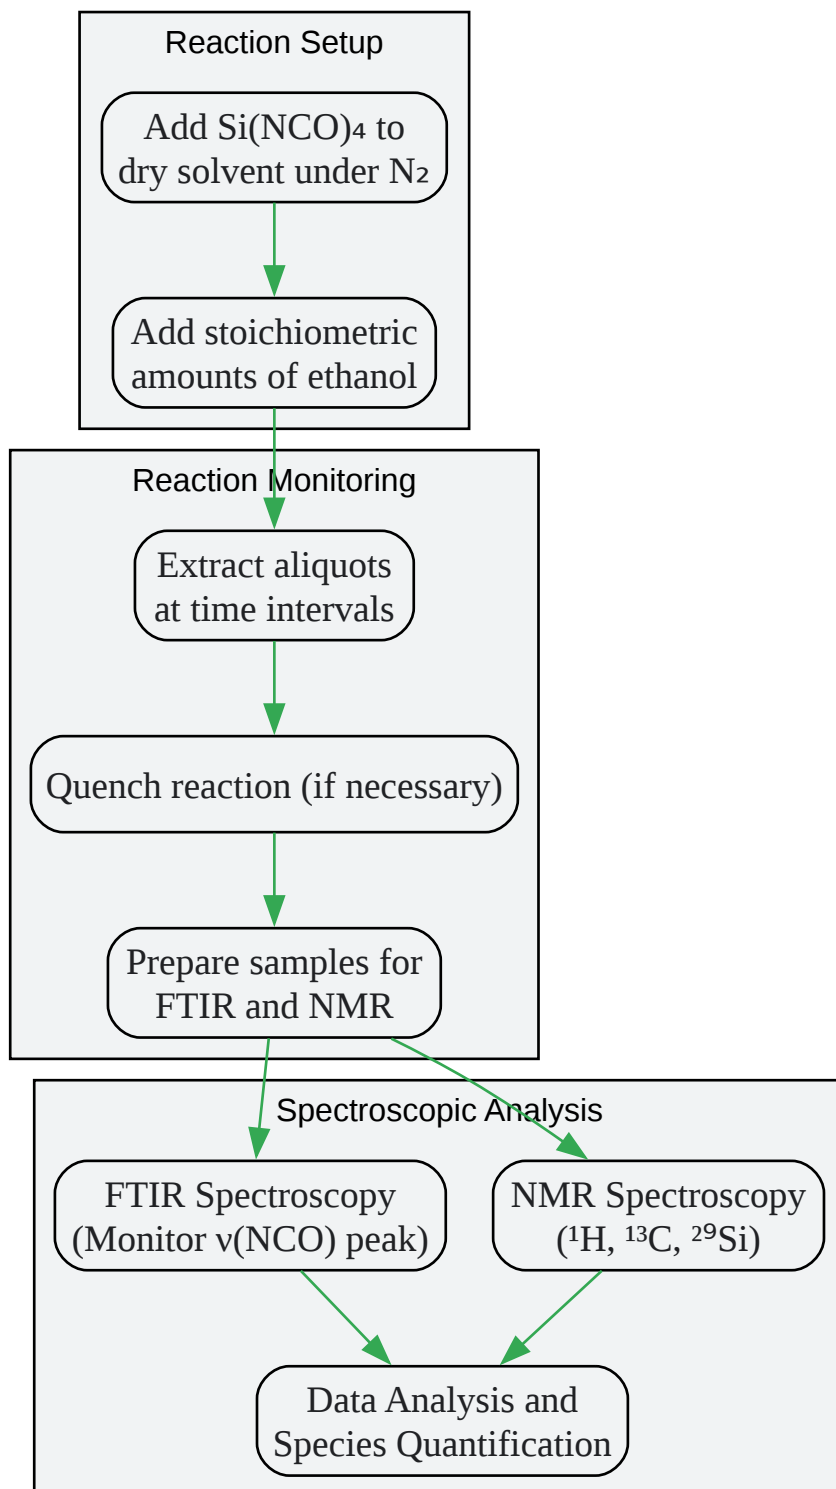 Reaction Setup
Add Si(NCO)₄ to
dry solvent under N₂
Add stoichiometric
amounts of ethanol
Reaction Monitoring
Extract aliquots
at time intervals
Quench reaction (if necessary)
Prepare samples for
FTIR and NMR
Spectroscopic Analysis
FTIR Spectroscopy
(Monitor ν(NCO) peak)
NMR Spectroscopy
(¹H, ¹³C, ²⁹Si)
Data Analysis and
Species Quantification